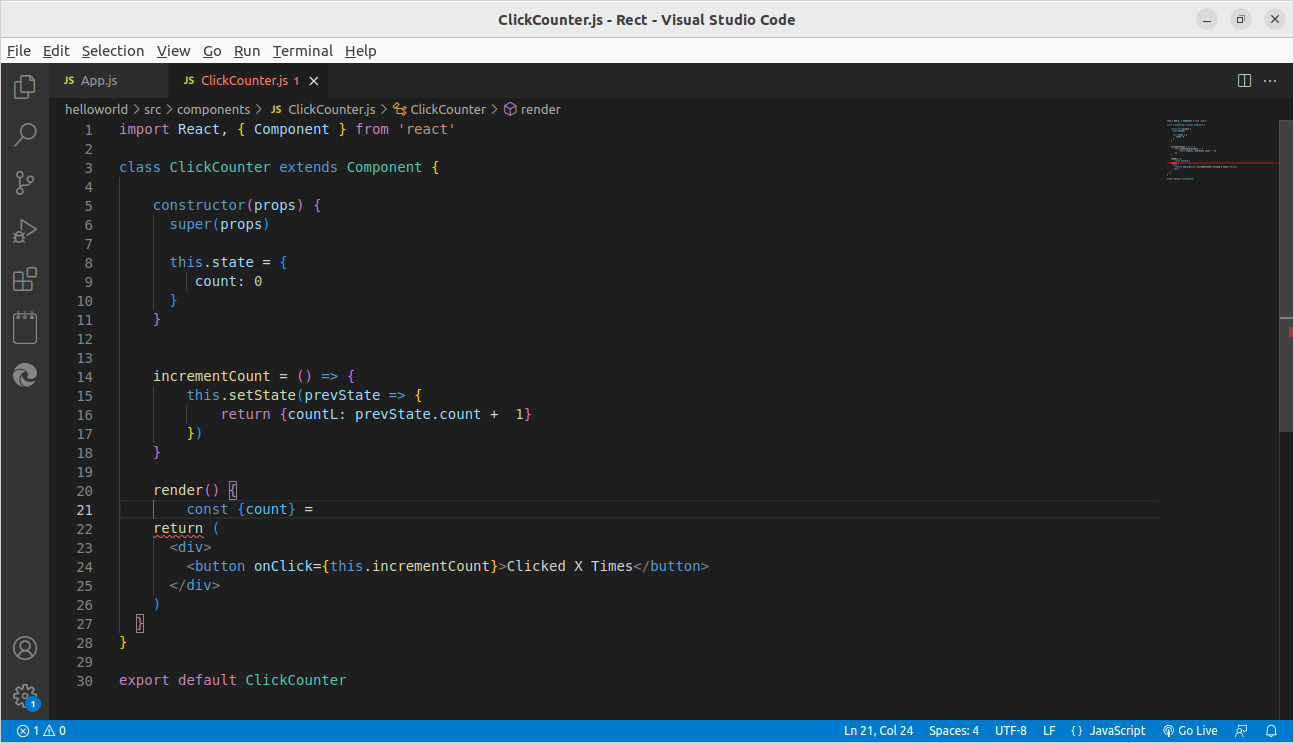 ClickCounter.js - Rect - Visual Studio Code
File Edit Selection View Go Run Terminal Help
JS App.js JS ClickCounter.js 1
helloworld > src > components > JS ClickCounter.js > ClickCounter > render
1 import React, { Component } from 'react'
2
3 class ClickCounter extends Component {
4
5 constructor(props) {
6 super(props)
7
8 this.state = {
9 count: 0
10 }
11 }
12
13
14 incrementCount = () => {
15 this.setState(prevState => {
16 return {countL: prevState.count +  1}
17 })
18 }
19
20 render() {
21 const {count} =
22 return (
23 <div>
24 <button onClick={this.incrementCount}>Clicked X Times</button>
25 </div>
26 )
27 }
28 }
29
30 export default ClickCounter
1
1 0 Ln 21, Col 24 Spaces: 4 UTF-8 LF {} JavaScript Go Live